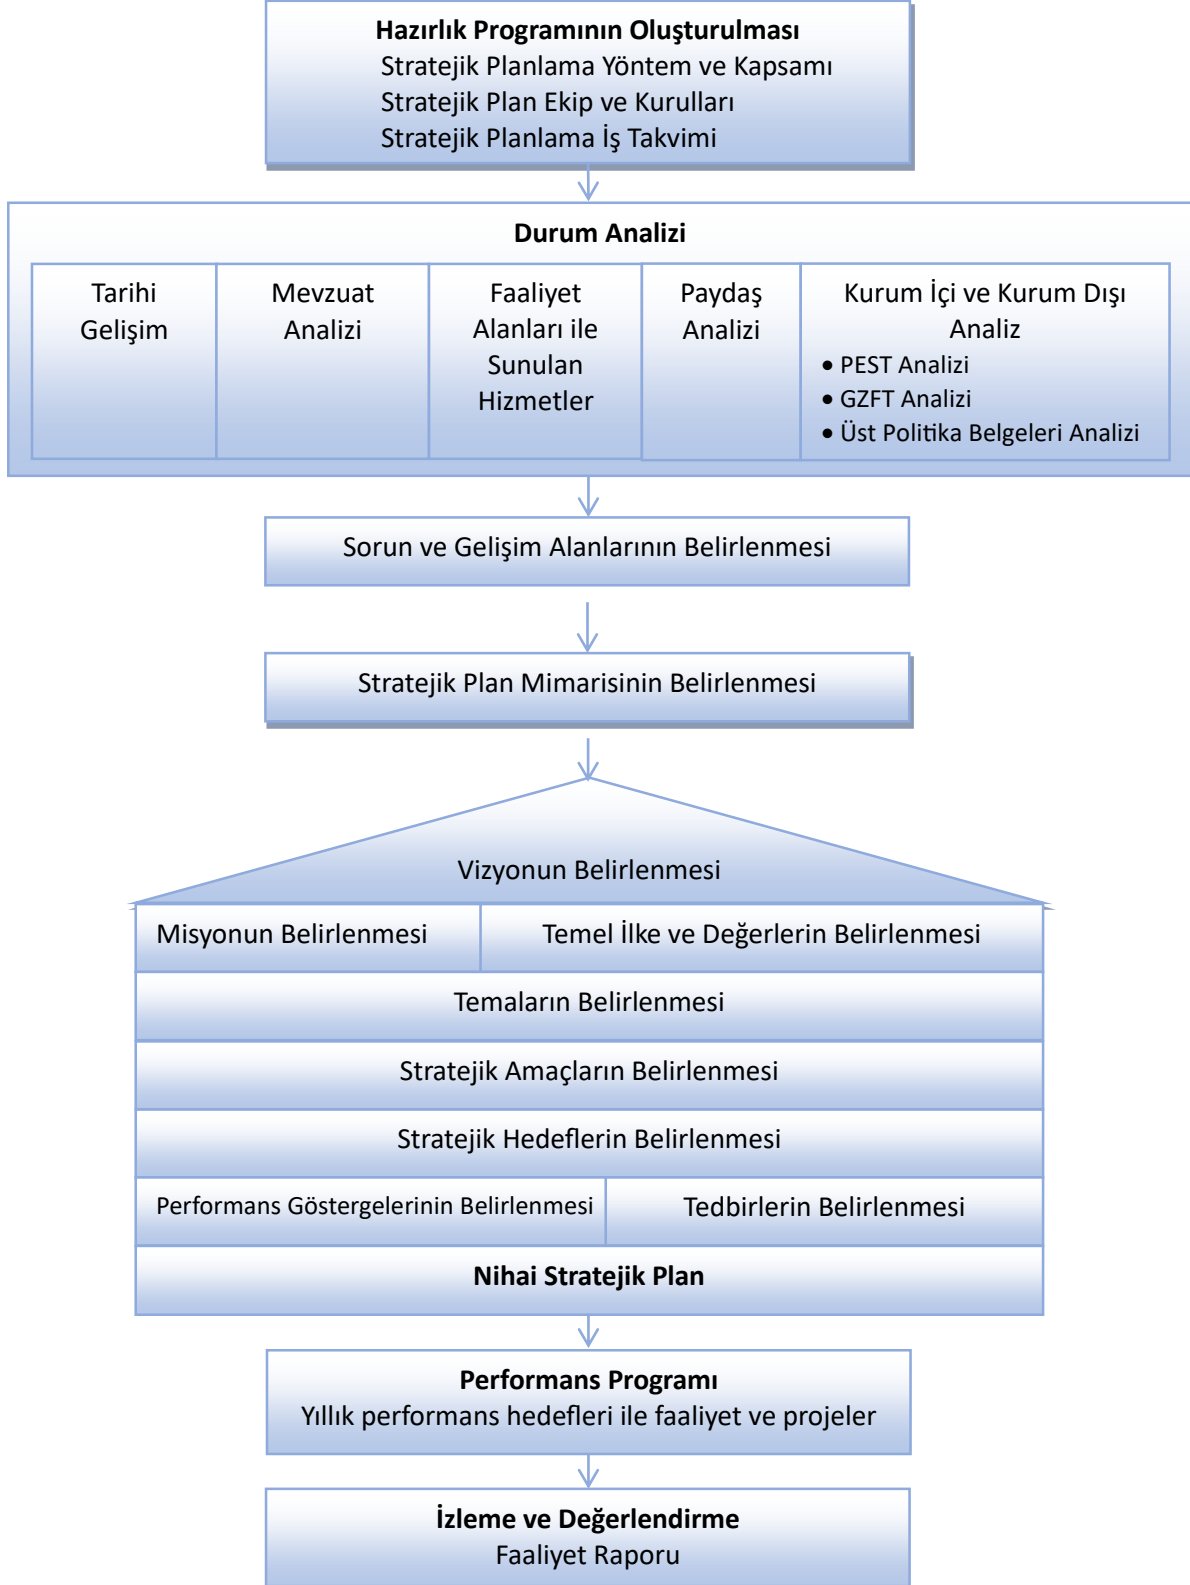 Hazırlık Programının Oluşturulması
Stratejik Planlama Yöntem ve Kapsamı
Stratejik Plan Ekip ve Kurulları
Stratejik Planlama İş Takvimi
Durum Analizi
Tarihi
Gelişim
Mevzuat
Analizi
Faaliyet
Alanları ile
Sunulan
Hizmetler
Paydaş
Analizi
Kurum İçi ve Kurum Dışı
Analiz
• PEST Analizi
• GZFT Analizi
• Üst Politika Belgeleri Analizi
Sorun ve Gelişim Alanlarının Belirlenmesi
Stratejik Plan Mimarisinin Belirlenmesi
Vizyonun Belirlenmesi
Misyonun Belirlenmesi
Temel İlke ve Değerlerin Belirlenmesi
Temaların Belirlenmesi
Stratejik Amaçların Belirlenmesi
Stratejik Hedeflerin Belirlenmesi
Performans Göstergelerinin Belirlenmesi
Tedbirlerin Belirlenmesi
Nihai Stratejik Plan
Performans Programı
Yıllık performans hedefleri ile faaliyet ve projeler
İzleme ve Değerlendirme
Faaliyet Raporu